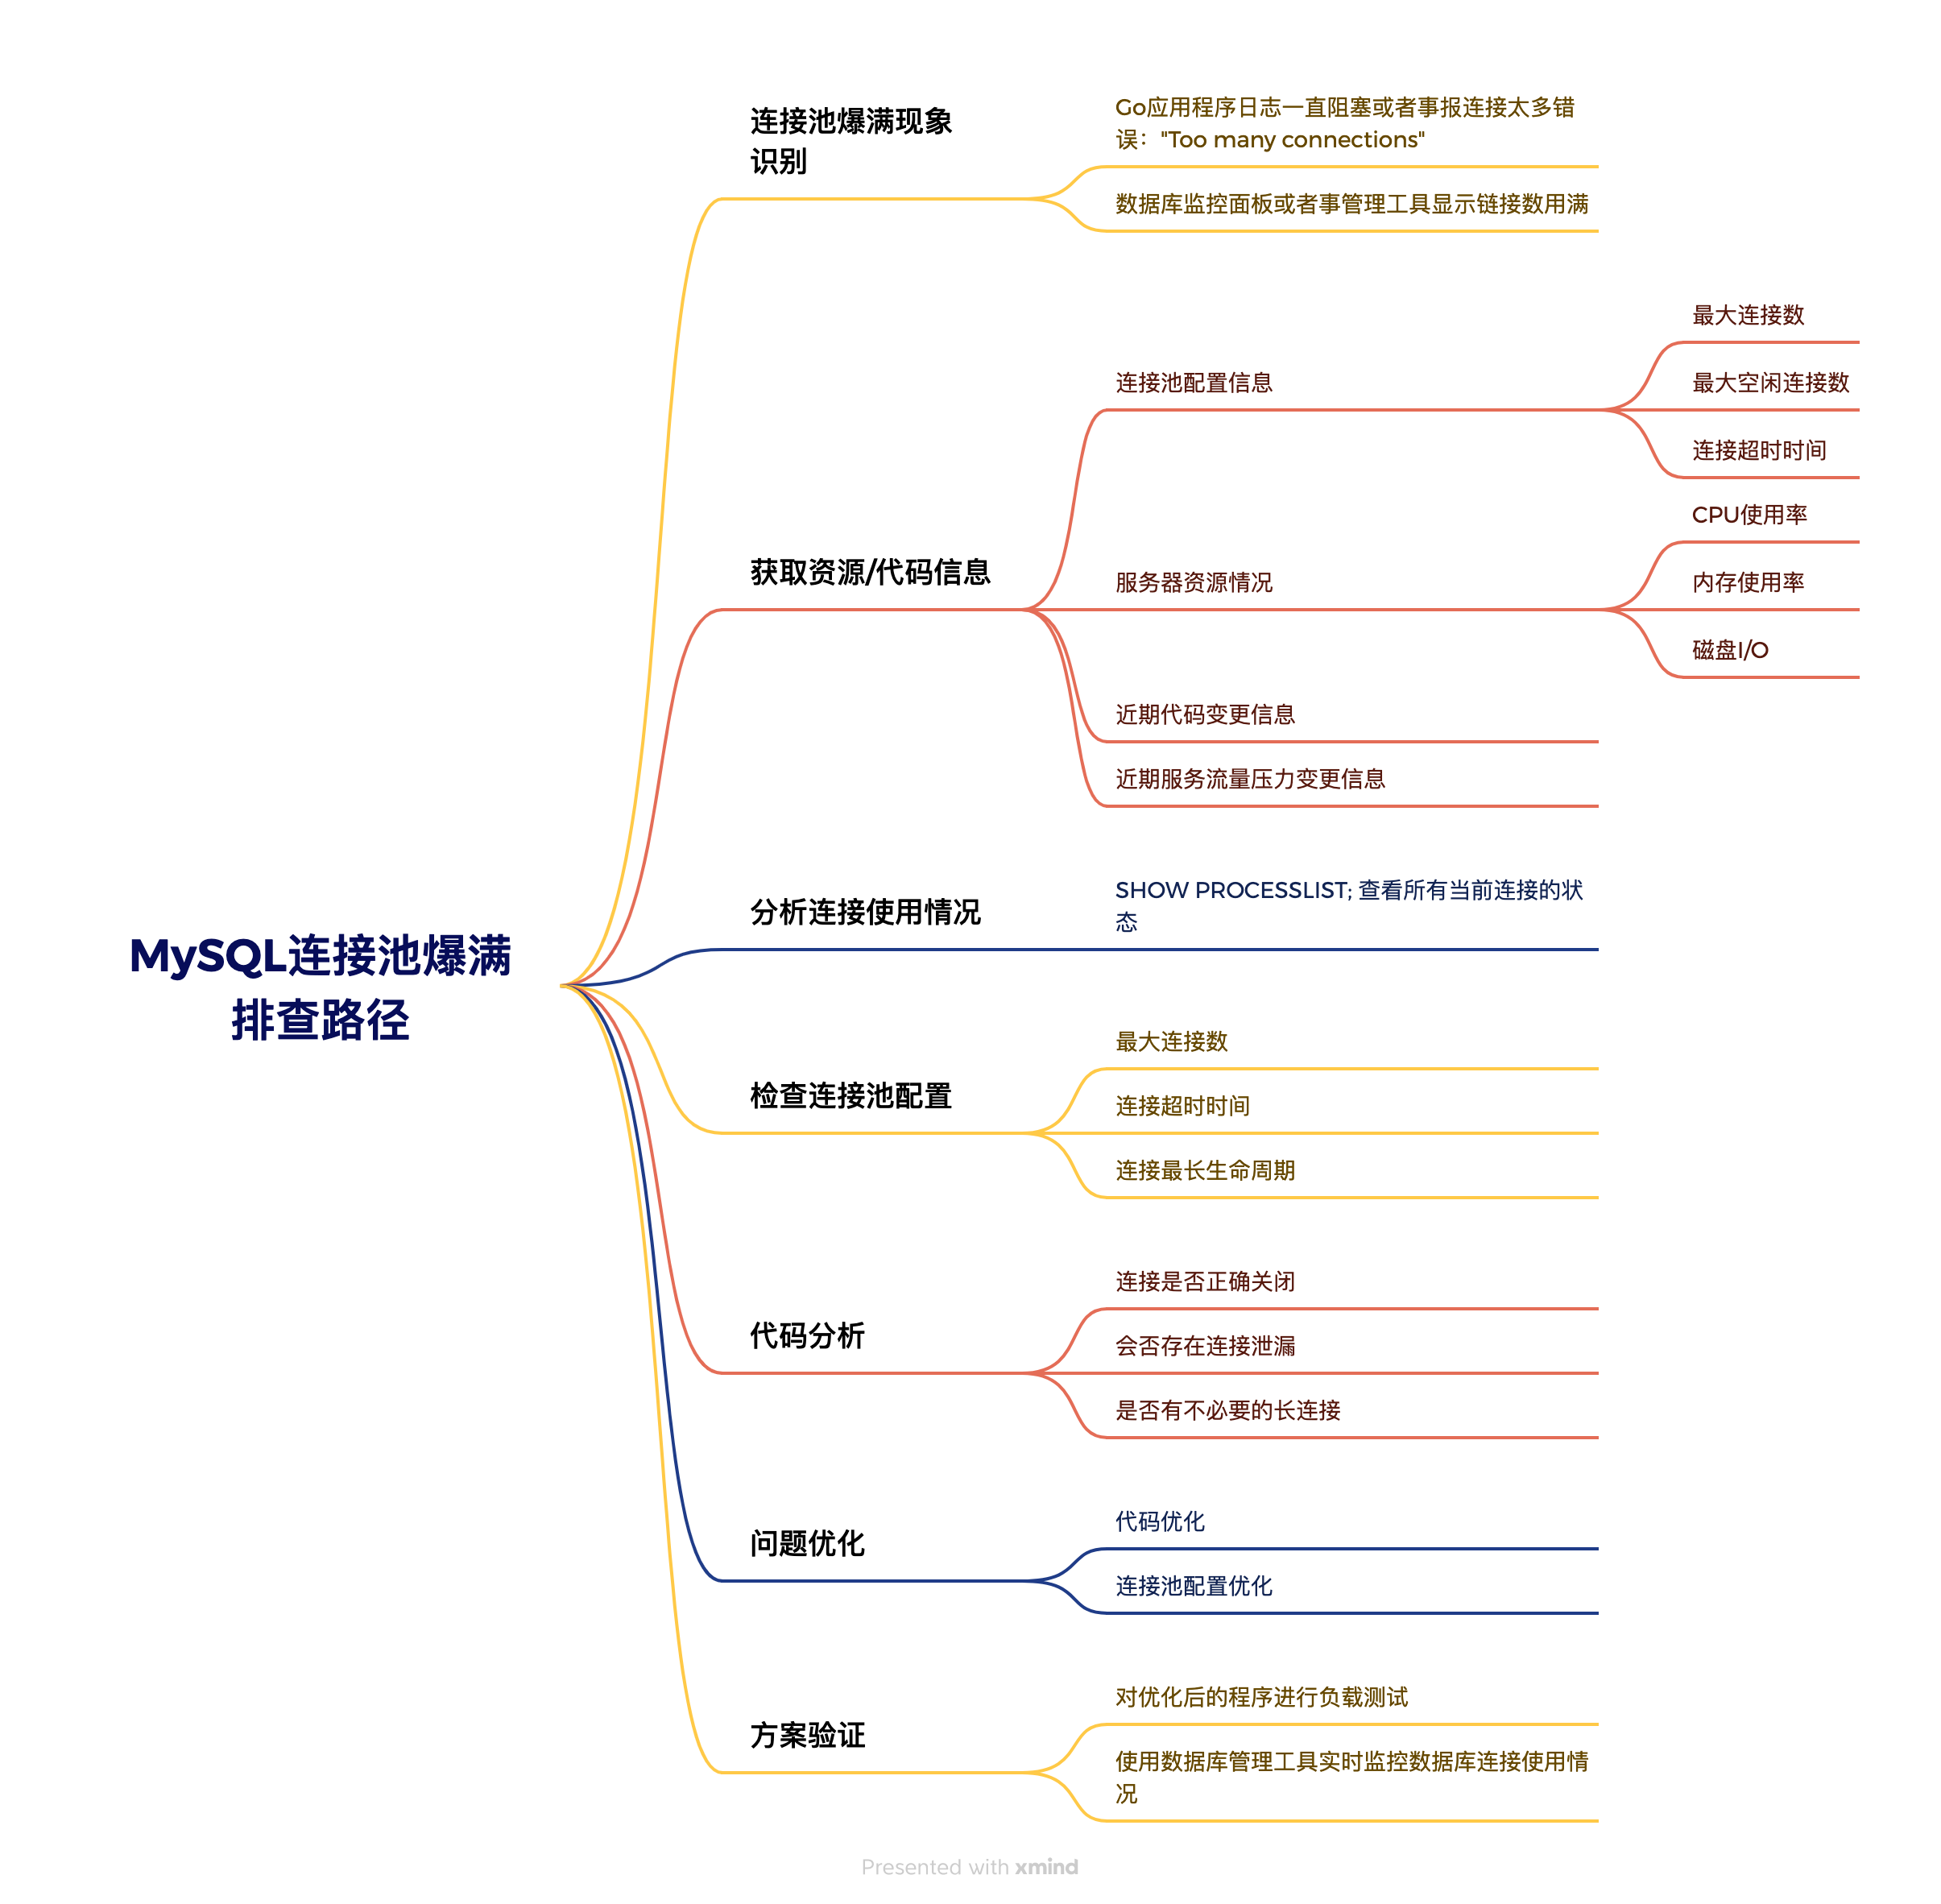 MySQL连接池爆满
排查路径
连接池爆满现象
识别
Go应用程序日志一直阻塞或者事报连接太多错
误："Too many connections"
数据库监控面板或者事管理工具显示链接数用满
获取资源/代码信息
连接池配置信息
最大连接数
最大空闲连接数
连接超时时间
服务器资源情况
CPU使用率
内存使用率
磁盘I/O
近期代码变更信息
近期服务流量压力变更信息
分析连接使用情况
SHOW PROCESSLIST; 查看所有当前连接的状
态
检查连接池配置
最大连接数
连接超时时间
连接最长生命周期
代码分析
连接是否正确关闭
会否存在连接泄漏
是否有不必要的长连接
问题优化
代码优化
连接池配置优化
方案验证
对优化后的程序进行负载测试
使用数据库管理工具实时监控数据库连接使用情
况
Presented with xmind